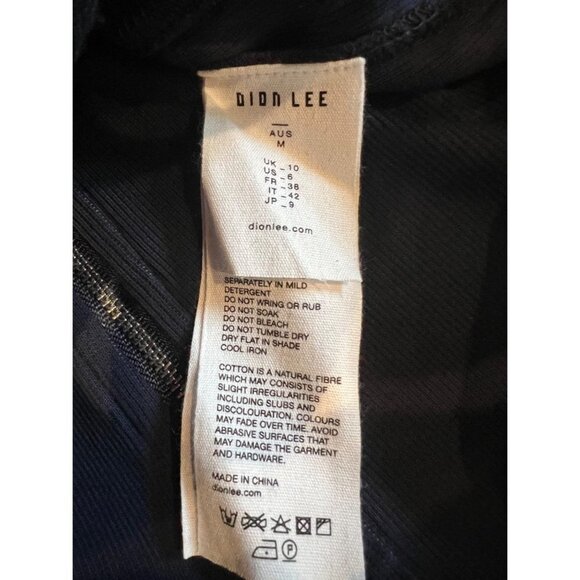 DION LEE
AUS
M
UK - 10
US - 6
FR - 38
IT - 42
JP - 9
dionlee.com
SEPARATELY IN MILD
DETERGENT
DO NOT WRING OR RUB
DO NOT SOAK
DO NOT BLEACH
DO NOT TUMBLE DRY
DRY FLAT IN SHADE
COOL IRON
COTTON IS A NATURAL FIBRE
WHICH MAY CONSISTS OF
SLIGHT IRREGULARITIES
INCLUDING SLUBS AND
DISCOLOURATION. COLOURS
MAY FADE OVER TIME. AVOID
ABRASIVE SURFACES THAT
MAY DAMAGE THE GARMENT
AND HARDWARE.
MADE IN CHINA
dionlee.com
P